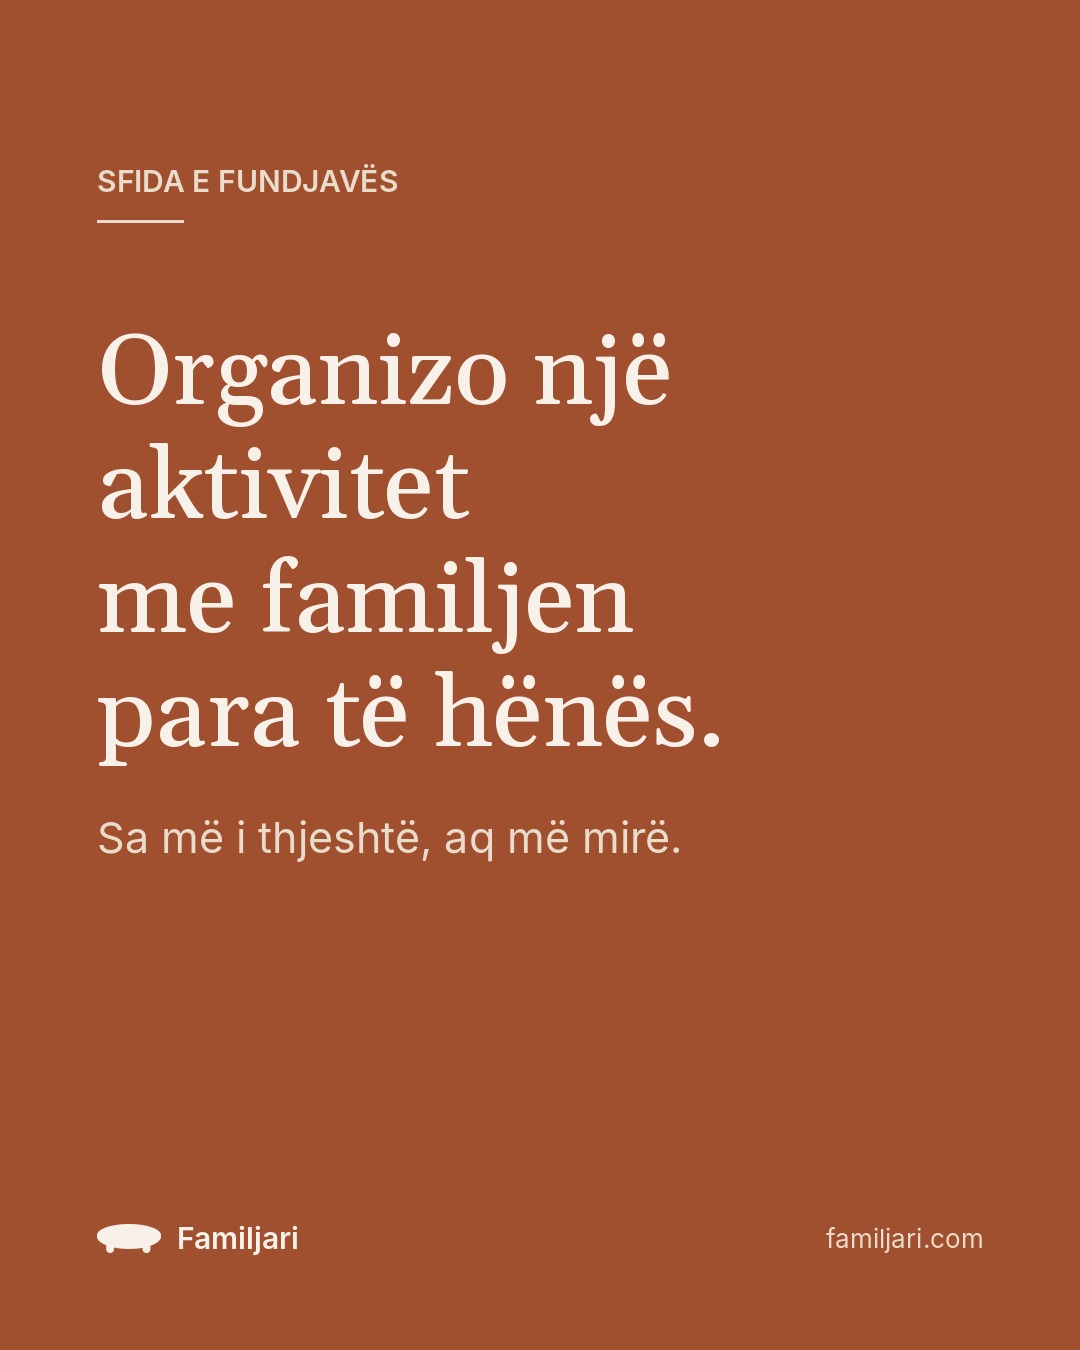 SFIDA E FUNDJAVËS
Organizo një
aktivitet
me familjen
para të hënës.
Sa më i thjeshtë, aq më mirë.
Familjari
familjari.com